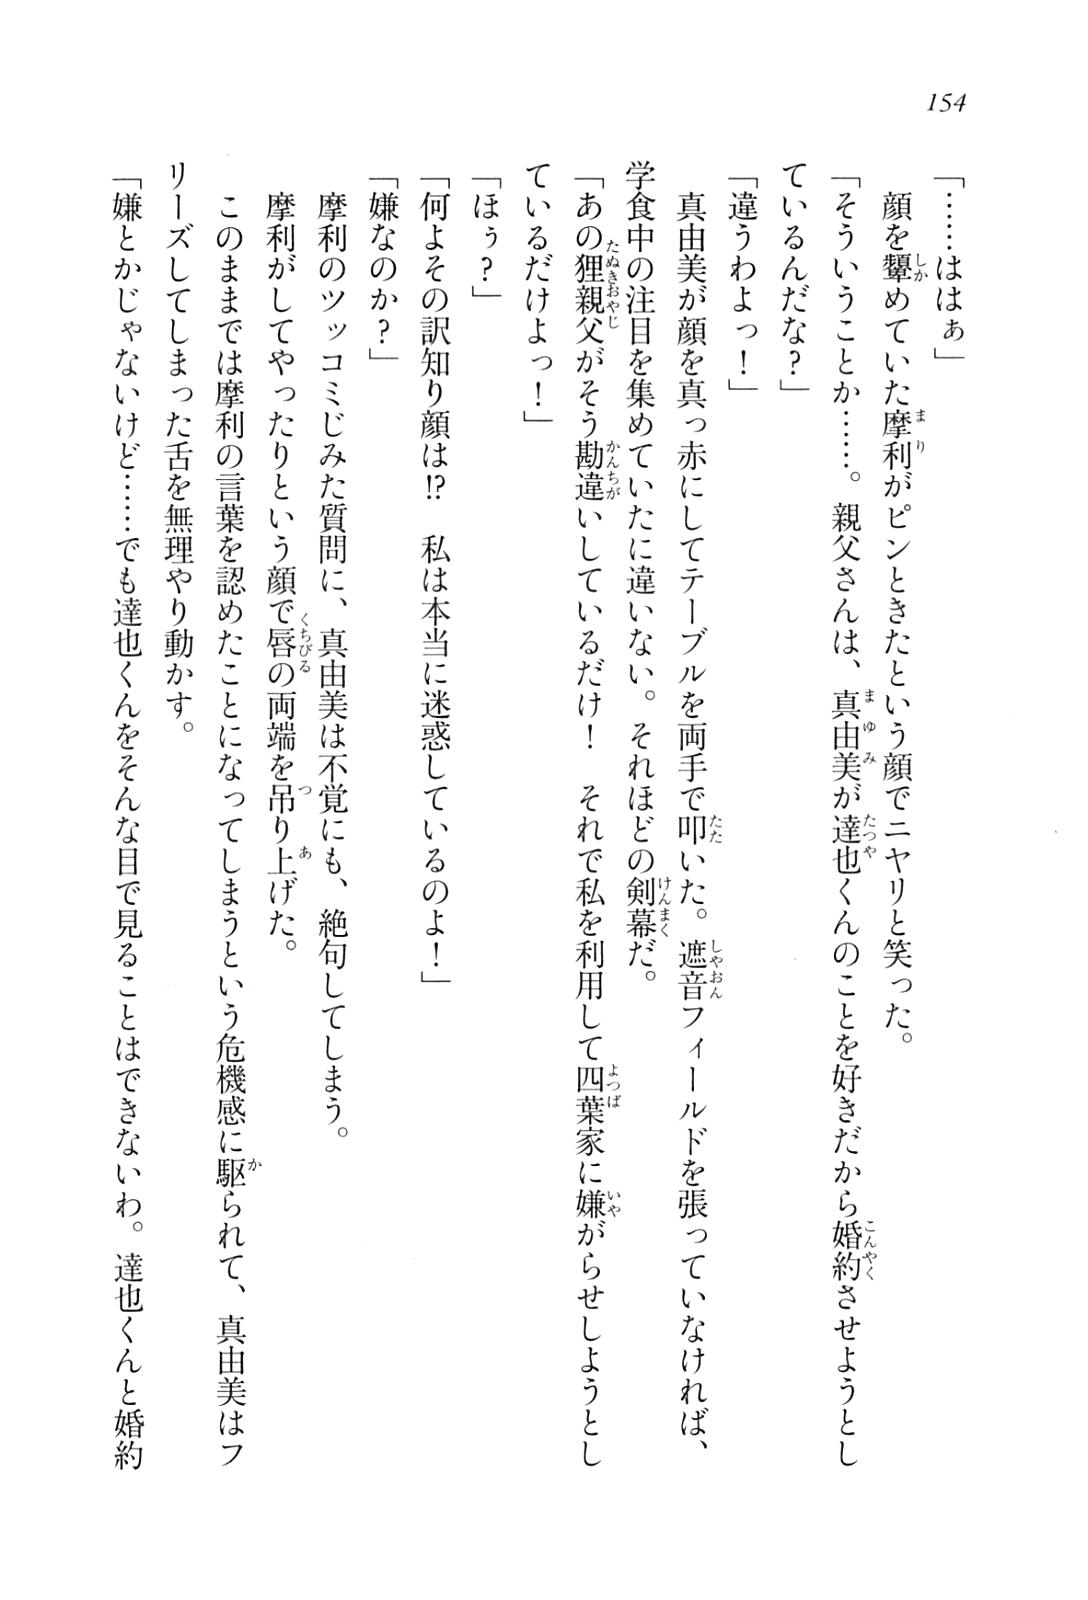 154
「……ははぁ」
　顔を顰めていた摩利がピンときたという顔でニヤリと笑った。
「そういうことか……。親父さんは、真由美が達也くんのことを好きだから婚約させようとし
ているんだな？」
「違うわよっ！」
　真由美が顔を真っ赤にしてテーブルを両手で叩いた。遮音フィールドを張っていなければ、
学食中の注目を集めていたに違いない。それほどの剣幕だ。
「あの狸親父がそう勘違いしているだけ！　それで私を利用して四葉家に嫌がらせしようとし
ているだけよっ！」
「ほぅ？」
「何よその訳知り顔は!?　私は本当に迷惑しているのよ！」
「嫌なのか？」
　摩利のツッコミじみた質問に、真由美は不覚にも、絶句してしまう。
　摩利がしてやったりという顔で唇の両端を吊り上げた。
　このままでは摩利の言葉を認めたことになってしまうという危機感に駆られて、真由美はフ
リーズしてしまった舌を無理やり動かす。
「嫌とかじゃないけど……でも達也くんをそんな目で見ることはできないわ。達也くんと婚約